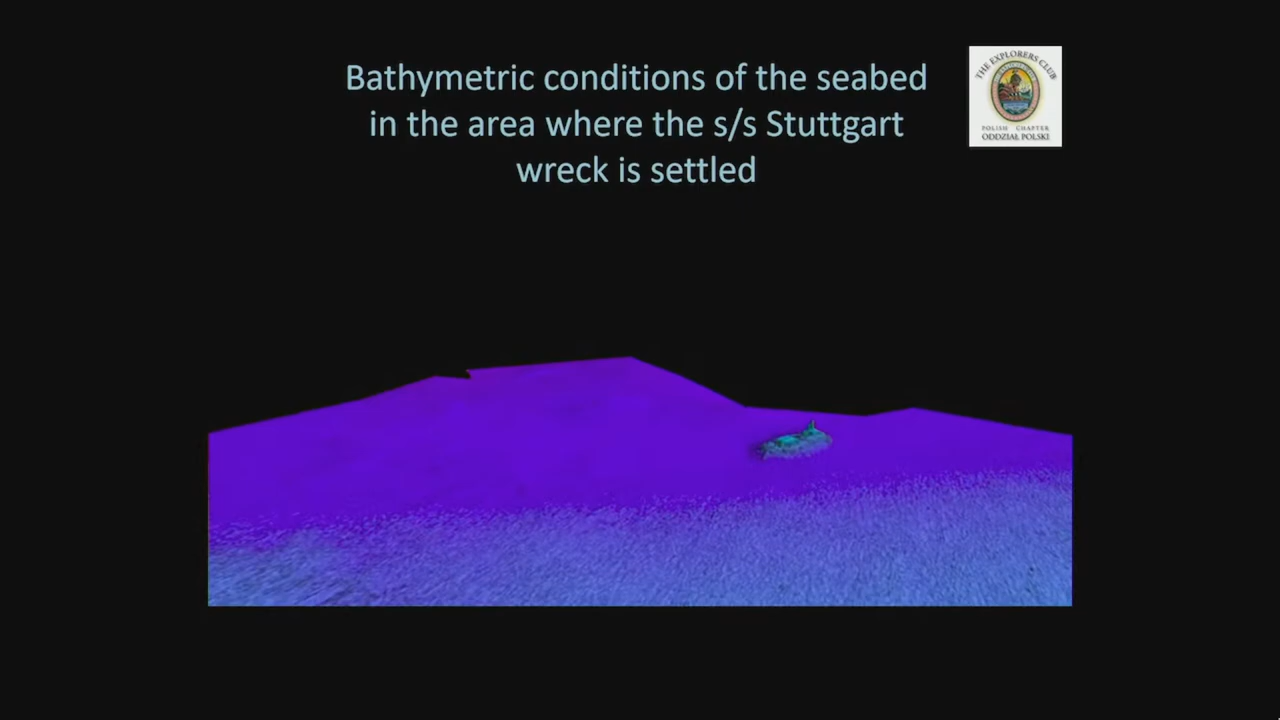 Bathymetric conditions of the seabed
in the area where the s/s Stuttgart
wreck is settled
THE EXPLORERS CLUB
POLISH CHAPTER
ODDZIAŁ POLSKI